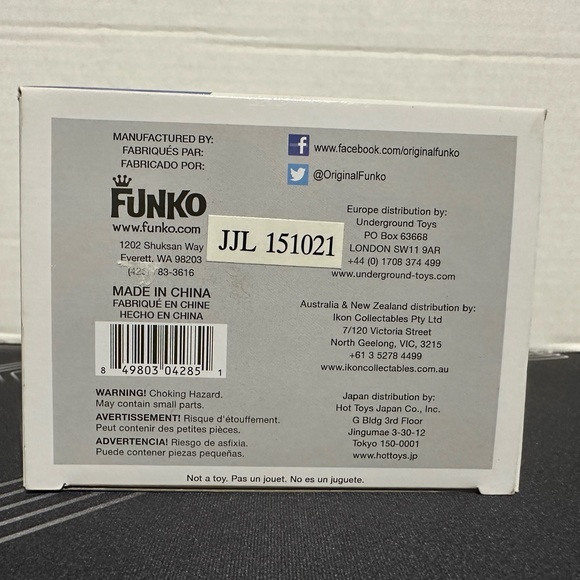 MANUFACTURED BY:
FABRIQUÉS PAR:
FABRICADO POR:
FUNKO
www.funko.com
1202 Shuksan Way
Everett, WA 98203
(425) 783-3616
MADE IN CHINA
FABRIQUÉ EN CHINE
HECHO EN CHINA
8 49803 04285 1
WARNING! Choking Hazard.
May contain small parts.
AVERTISSEMENT! Risque d'étouffement.
Peut contenir des petites pièces.
ADVERTENCIA! Riesgo de asfixia.
Puede contener piezas pequeñas.
JJL 151021
f www.facebook.com/originalfunko
@OriginalFunko
Europe distribution by:
Underground Toys
PO Box 63668
LONDON SW11 9AR
+44 (0) 1708 374 499
www.underground-toys.com
Australia & New Zealand distribution by:
Ikon Collectables Pty Ltd
7/120 Victoria Street
North Geelong, VIC, 3215
+61 3 5278 4499
www.ikoncollectables.com.au
Japan distribution by:
Hot Toys Japan Co., Inc.
G Bldg 3rd Floor
Jingumae 3-30-12
Tokyo 150-0001
www.hottoys.jp
Not a toy. Pas un jouet. No es un juguete.